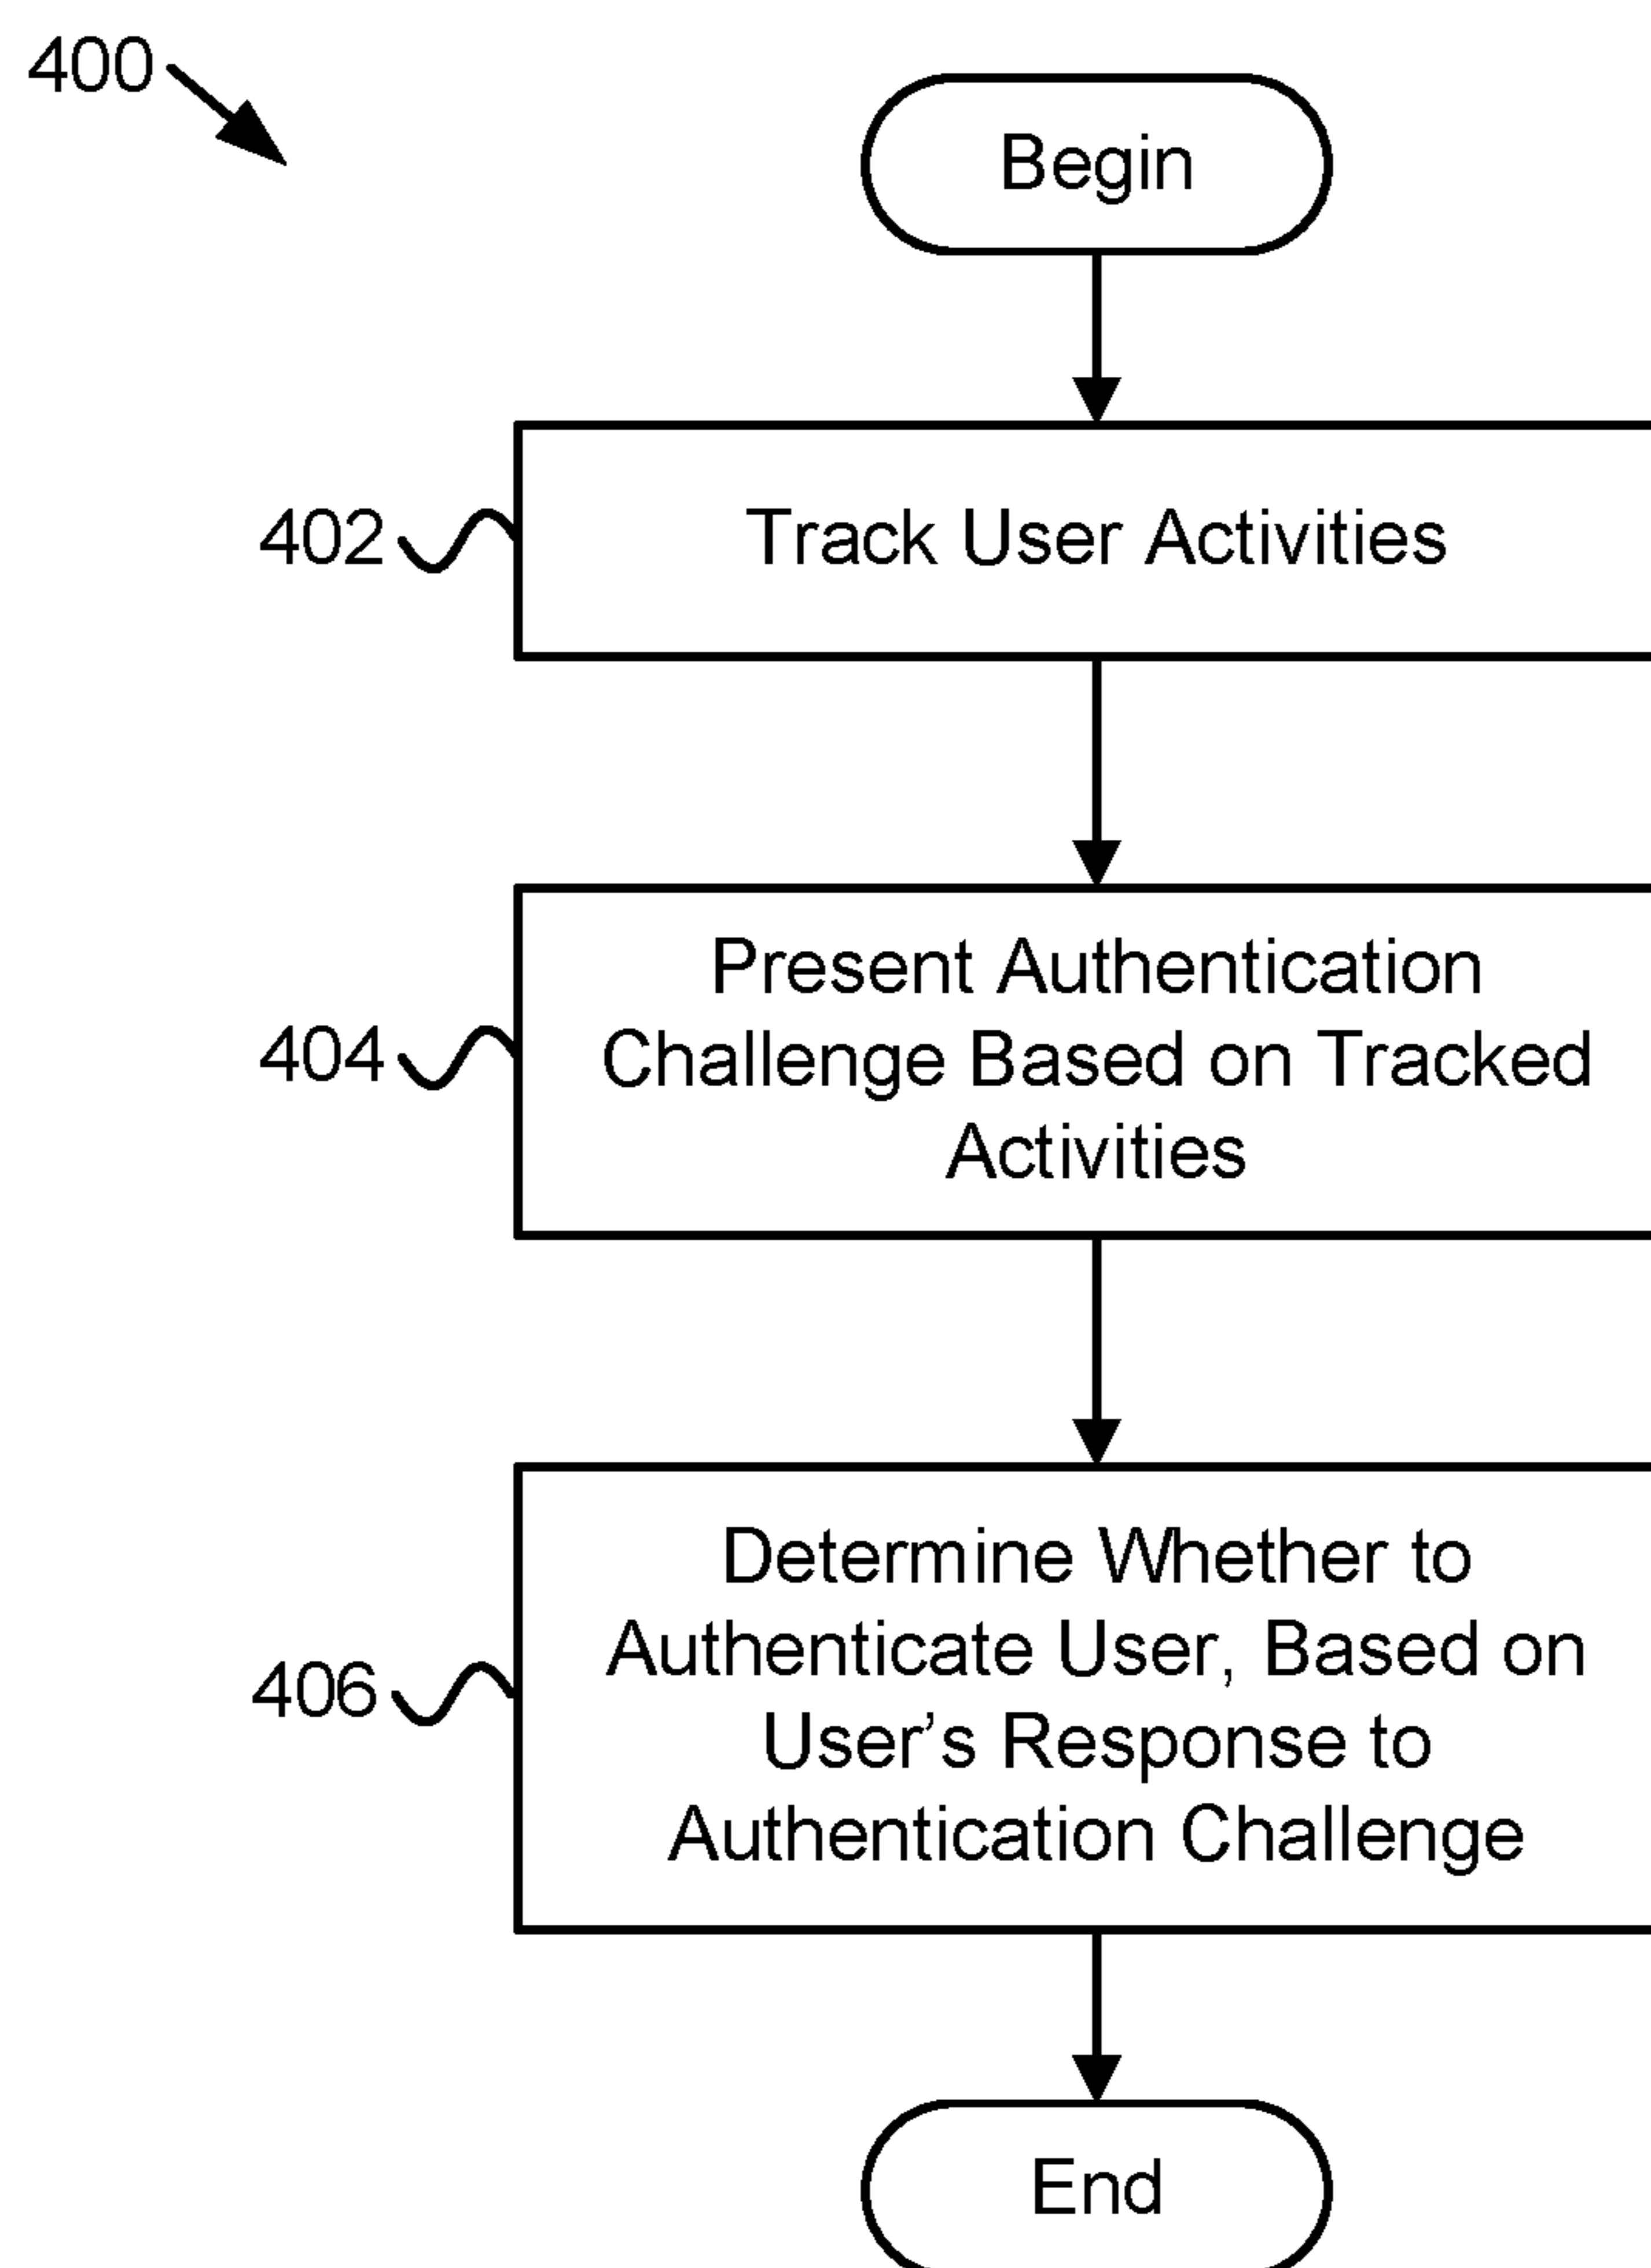 400
Begin
402
Track User Activities
404
Present Authentication
Challenge Based on Tracked
Activities
406
Determine Whether to
Authenticate User, Based on
User’s Response to
Authentication Challenge
End